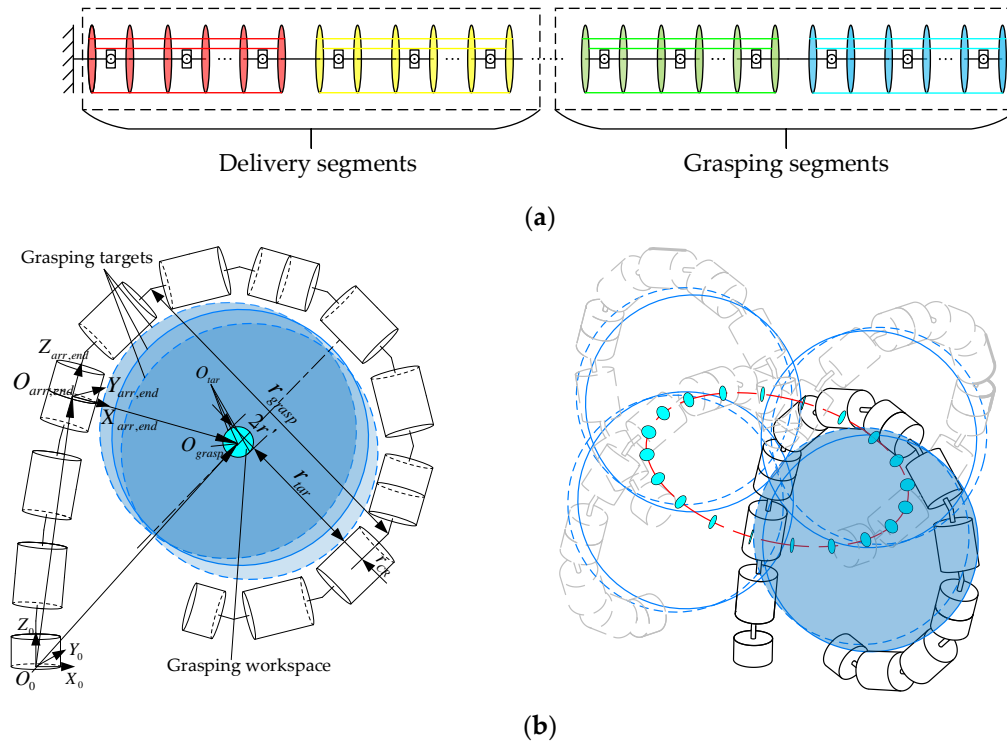 ... ... ... ...
Delivery segments Grasping segments
(a)
Grasping targets
Z_arr,end
O_arr,end
Y_arr,end
X_arr,end
O_tar
r_grasp
2r'
O_grasp
r_tar
r_CR
Z_0
Y_0
O_0
X_0
Grasping workspace
(b)